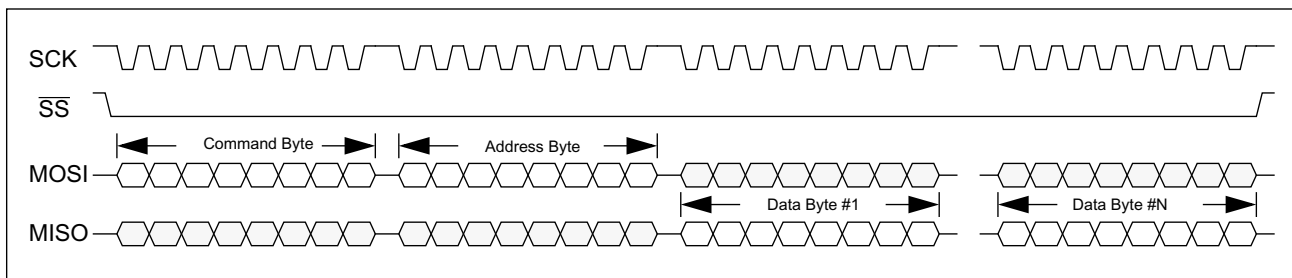 SCK
SS
Command Byte
Address Byte
MOSI
Data Byte #1
Data Byte #N
MISO